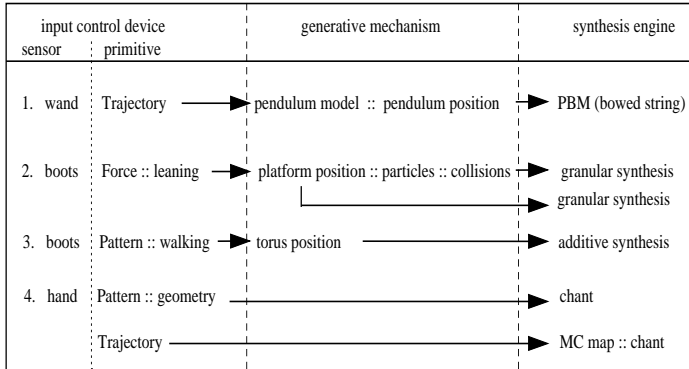 input control device generative mechanism synthesis engine
sensor primitive
1. wand Trajectory pendulum model :: pendulum position PBM (bowed string)
2. boots Force :: leaning platform position :: particles :: collisions granular synthesis
granular synthesis
3. boots Pattern :: walking torus position additive synthesis
4. hand Pattern :: geometry chant
Trajectory MC map :: chant